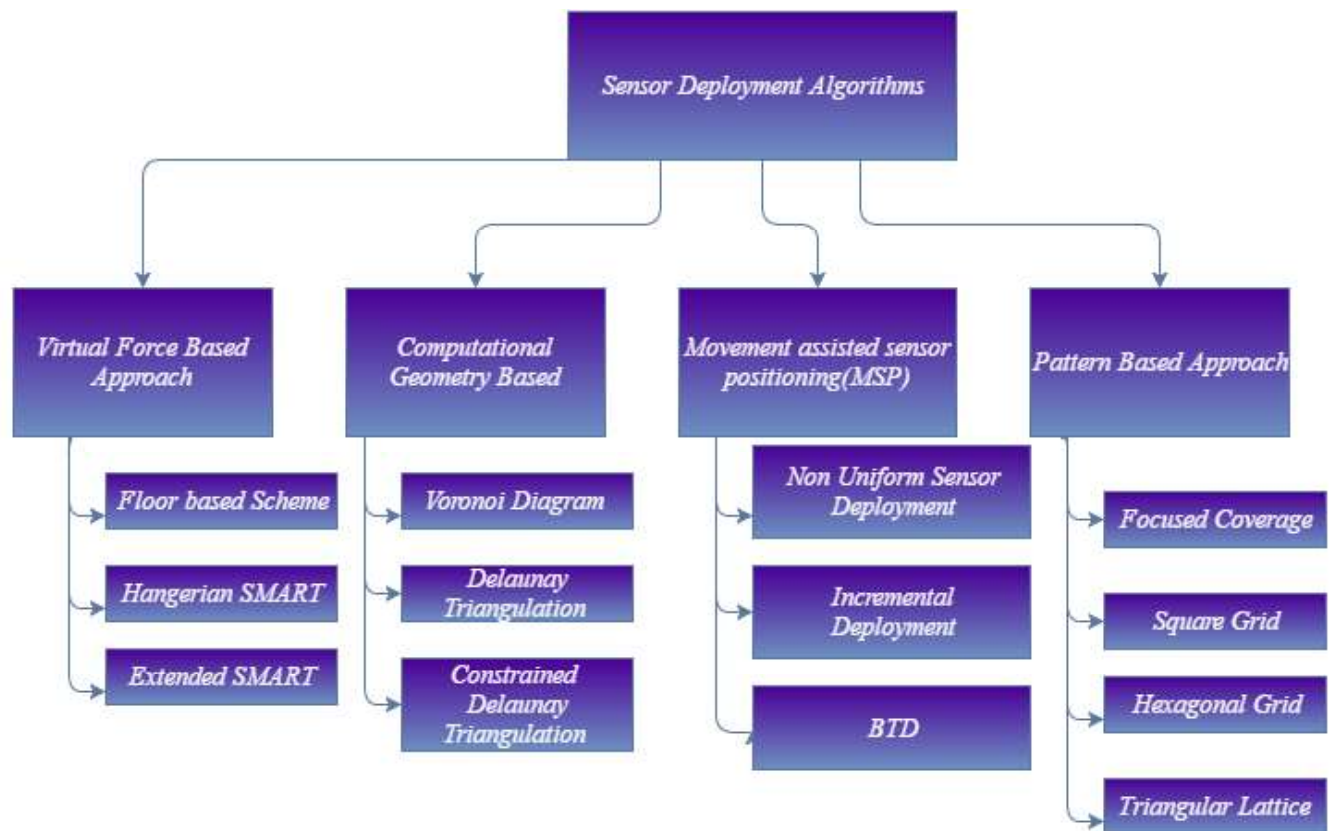 Sensor Deployment Algorithms
Virtual Force Based
Approach
Computational
Geometry Based
Movement assisted sensor
positioning(MSP)
Pattern Based Approach
Floor based Scheme
Hangerian SMART
Extended SMART
Voronoi Diagram
Delaunay
Triangulation
Constrained
Delaunay
Triangulation
Non Uniform Sensor
Deployment
Incremental
Deployment
BTD
Focused Coverage
Square Grid
Hexagonal Grid
Triangular Lattice